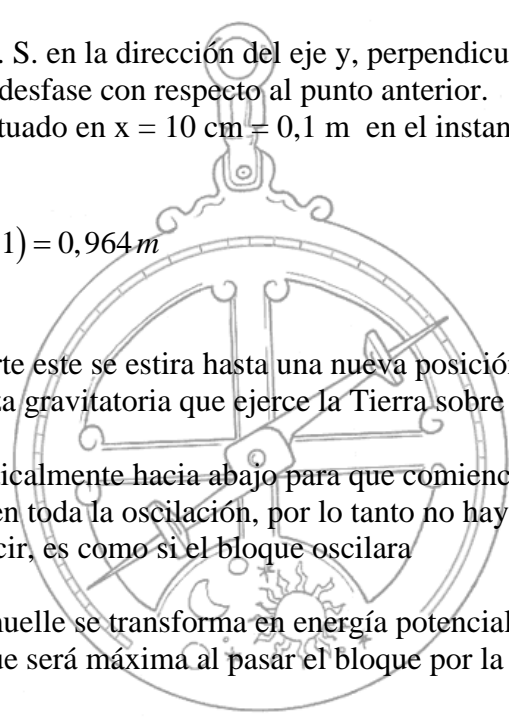 . S. en la dirección del eje y, perpendicu
desfase con respecto al punto anterior.
tuado en x = 10 cm = 0,1 m en el instan
1) = 0,964 m
rte este se estira hasta una nueva posición
za gravitatoria que ejerce la Tierra sobre
icalmente hacia abajo para que comienc
en toda la oscilación, por lo tanto no hay
cir, es como si el bloque oscilara
nuelle se transforma en energía potencial
ue será máxima al pasar el bloque por la